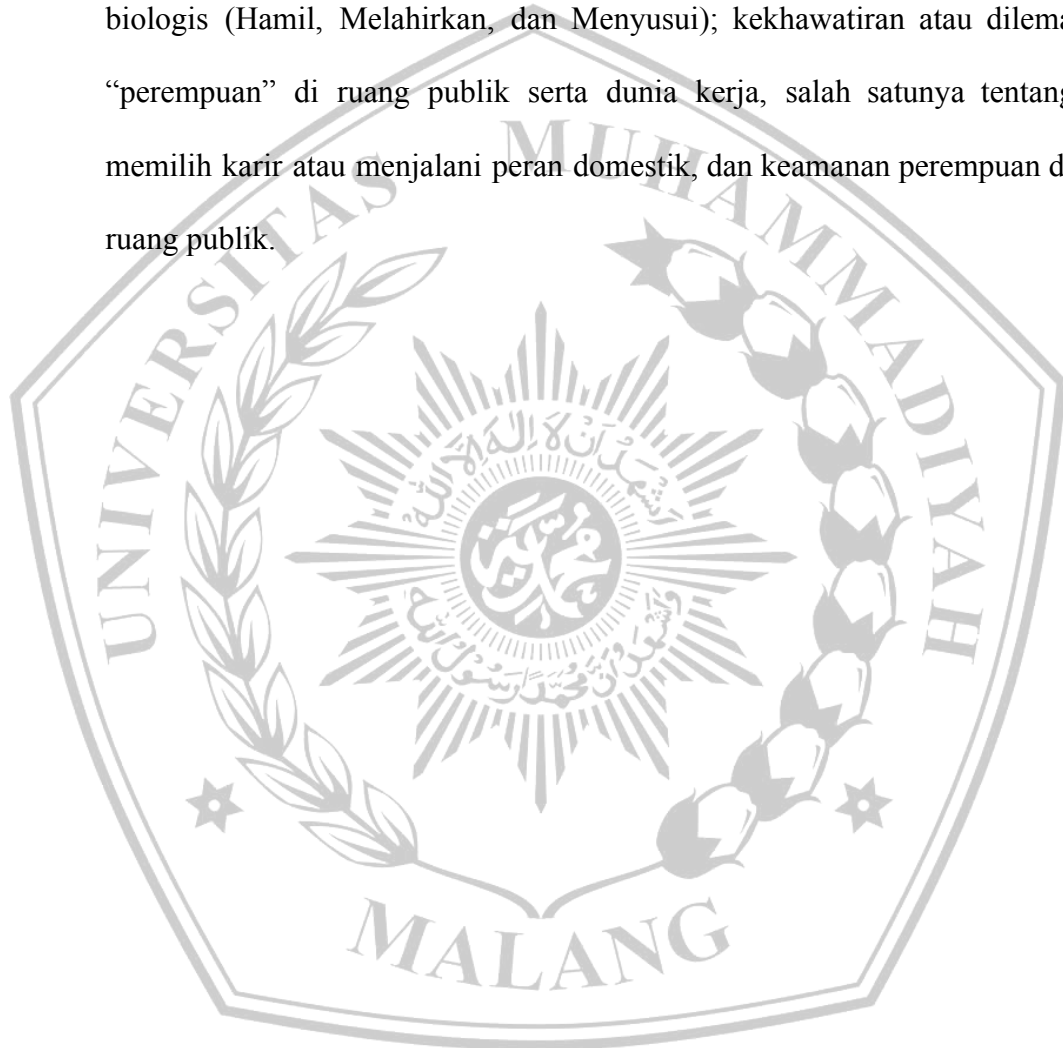 biologis (Hamil, Melahirkan, dan Menyusui); kekhawatiran atau dilema
“perempuan” di ruang publik serta dunia kerja, salah satunya tentang
memilih karir atau menjalani peran domestik, dan keamanan perempuan d
ruang publik.
UNIVERSITAS MUHAMMADIYAH
MALANG